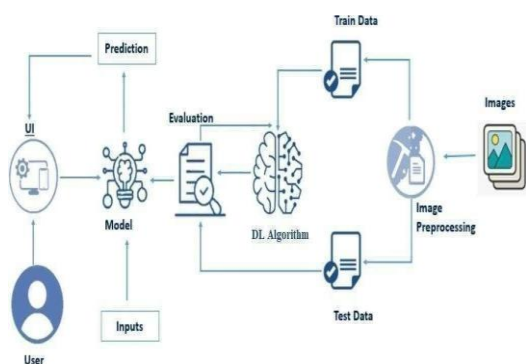 Train Data
Prediction
Images
Evaluation
UI
Model
DL Algorithm
Image
Preprocessing
Inputs
Test Data
User